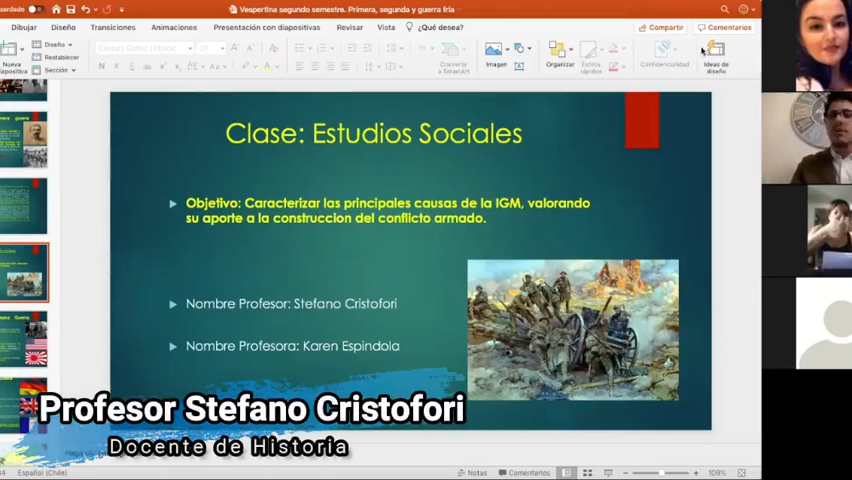 Vespertina segundo semestre. Primera, segunda y guerra fria
Dibujar Diseño Transiciones Animaciones Presentación con diapositivas Revisar Vista ¿Qué desea? Compartir Comentarios
Nueva
Diseño
Restablecer
Sección
Convertir a SmartArt
Imagen
Organizar
Estilos rápidos
Confidencialidad
Ideas de diseño
Clase: Estudios Sociales
Objetivo: Caracterizar las principales causas de la IGM, valorando
su aporte a la construccion del conflicto armado.
Nombre Profesor: Stefano Cristofori
Nombre Profesora: Karen Espindola
Profesor Stefano Cristofori
Docente de Historia
Español (Chile) Notas Comentarios 109%